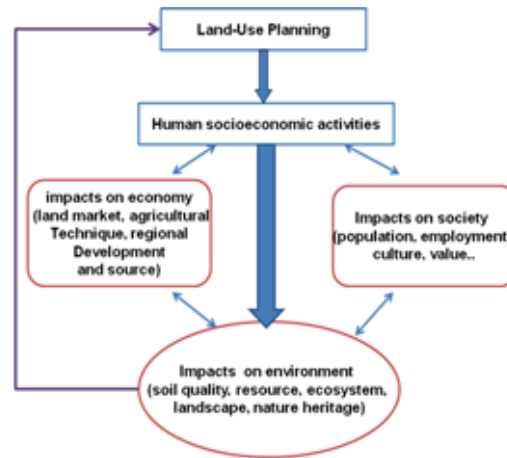 Land-Use Planning
Human socioeconomic activities
impacts on economy
(land market, agricultural
Technique, regional
Development
and source)
Impacts on society
(population, employment
culture, value..
Impacts on environment
(soil quality, resource, ecosystem,
landscape, nature heritage)